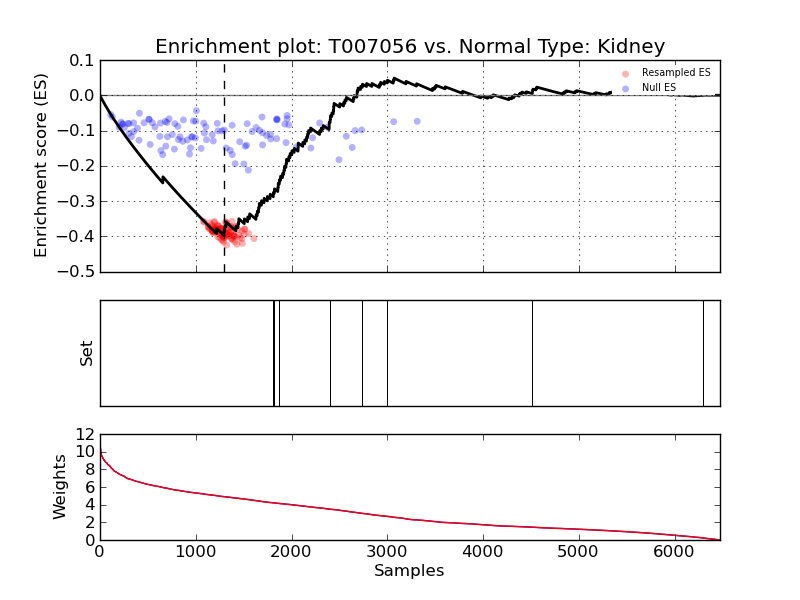 Enrichment plot: T007056 vs. Normal Type: Kidney
Enrichment score (ES)
0.1
0.0
−0.1
−0.2
−0.3
−0.4
−0.5
Resampled ES
Null ES
Set
Weights
12
10
8
6
4
2
0
0 1000 2000 3000 4000 5000 6000
Samples